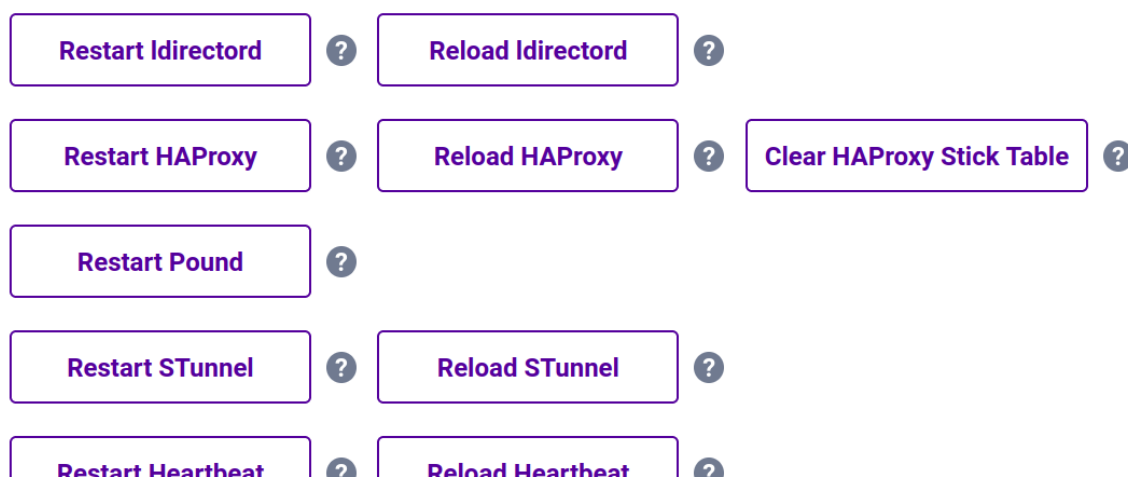 Restart ldirectord ? Reload ldirectord ?
Restart HAProxy ? Reload HAProxy ? Clear HAProxy Stick Table ?
Restart Pound ?
Restart STunnel ? Reload STunnel ?
Restart Heartbeat ? Reload Heartbeat ?